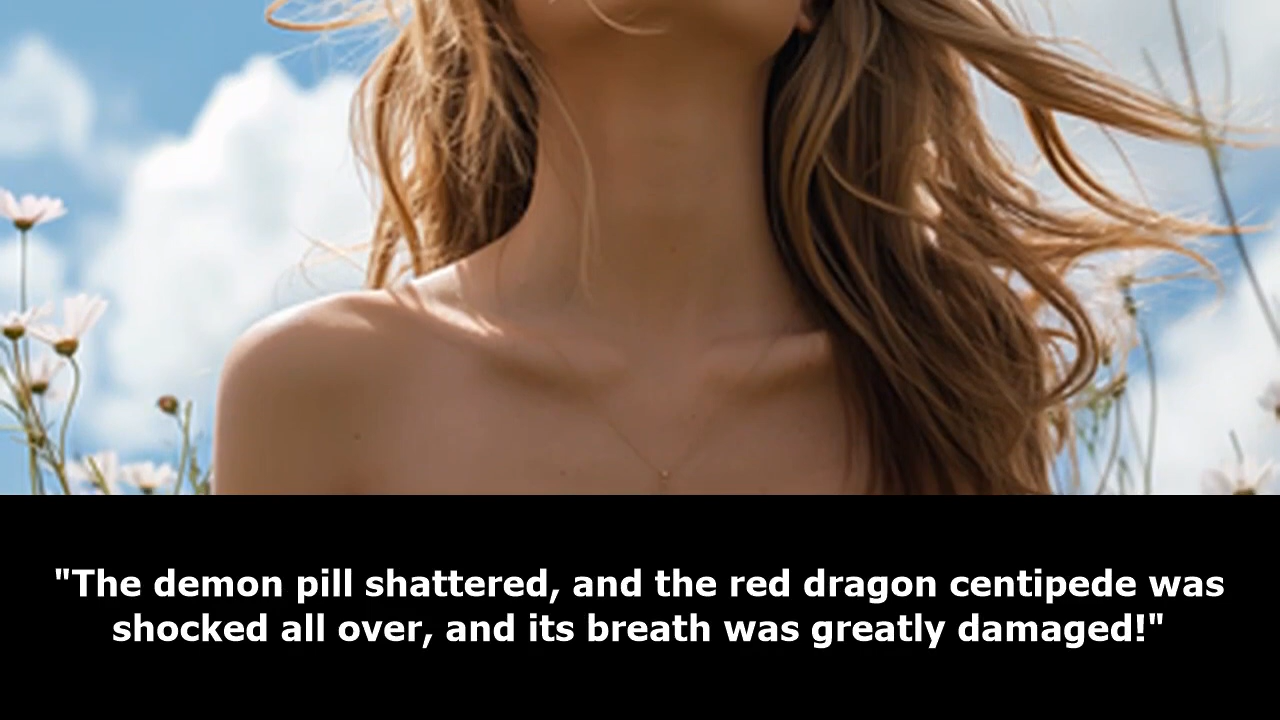 "The demon pill shattered, and the red dragon centipede was
shocked all over, and its breath was greatly damaged!"